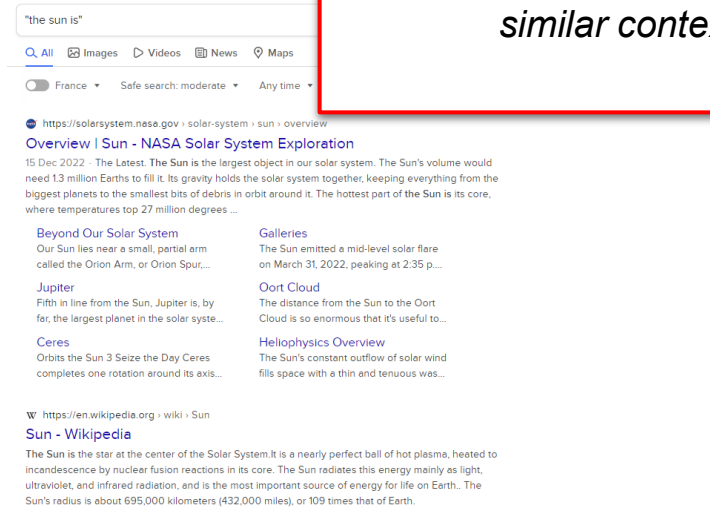 "the sun is"
similar conte
All Images Videos News Maps
France Safe search: moderate Any time
https://solarsystem.nasa.gov › solar-system › sun › overview
Overview | Sun - NASA Solar System Exploration
15 Dec 2022 · The Latest. The Sun is the largest object in our solar system. The Sun's volume would
need 1.3 million Earths to fill it. Its gravity holds the solar system together, keeping everything from the
biggest planets to the smallest bits of debris in orbit around it. The hottest part of the Sun is its core,
where temperatures top 27 million degrees ...
Beyond Our Solar System
Our Sun lies near a small, partial arm
called the Orion Arm, or Orion Spur,...
Galleries
The Sun emitted a mid-level solar flare
on March 31, 2022, peaking at 2:35 p....
Jupiter
Fifth in line from the Sun, Jupiter is, by
far, the largest planet in the solar syste...
Oort Cloud
The distance from the Sun to the Oort
Cloud is so enormous that it's useful to...
Ceres
Orbits the Sun 3 Seize the Day Ceres
completes one rotation around its axis...
Heliophysics Overview
The Sun's constant outflow of solar wind
fills space with a thin and tenuous was...
W https://en.wikipedia.org › wiki › Sun
Sun - Wikipedia
The Sun is the star at the center of the Solar System.It is a nearly perfect ball of hot plasma, heated to
incandescence by nuclear fusion reactions in its core. The Sun radiates this energy mainly as light,
ultraviolet, and infrared radiation, and is the most important source of energy for life on Earth.. The
Sun's radius is about 695,000 kilometers (432,000 miles), or 109 times that of Earth.